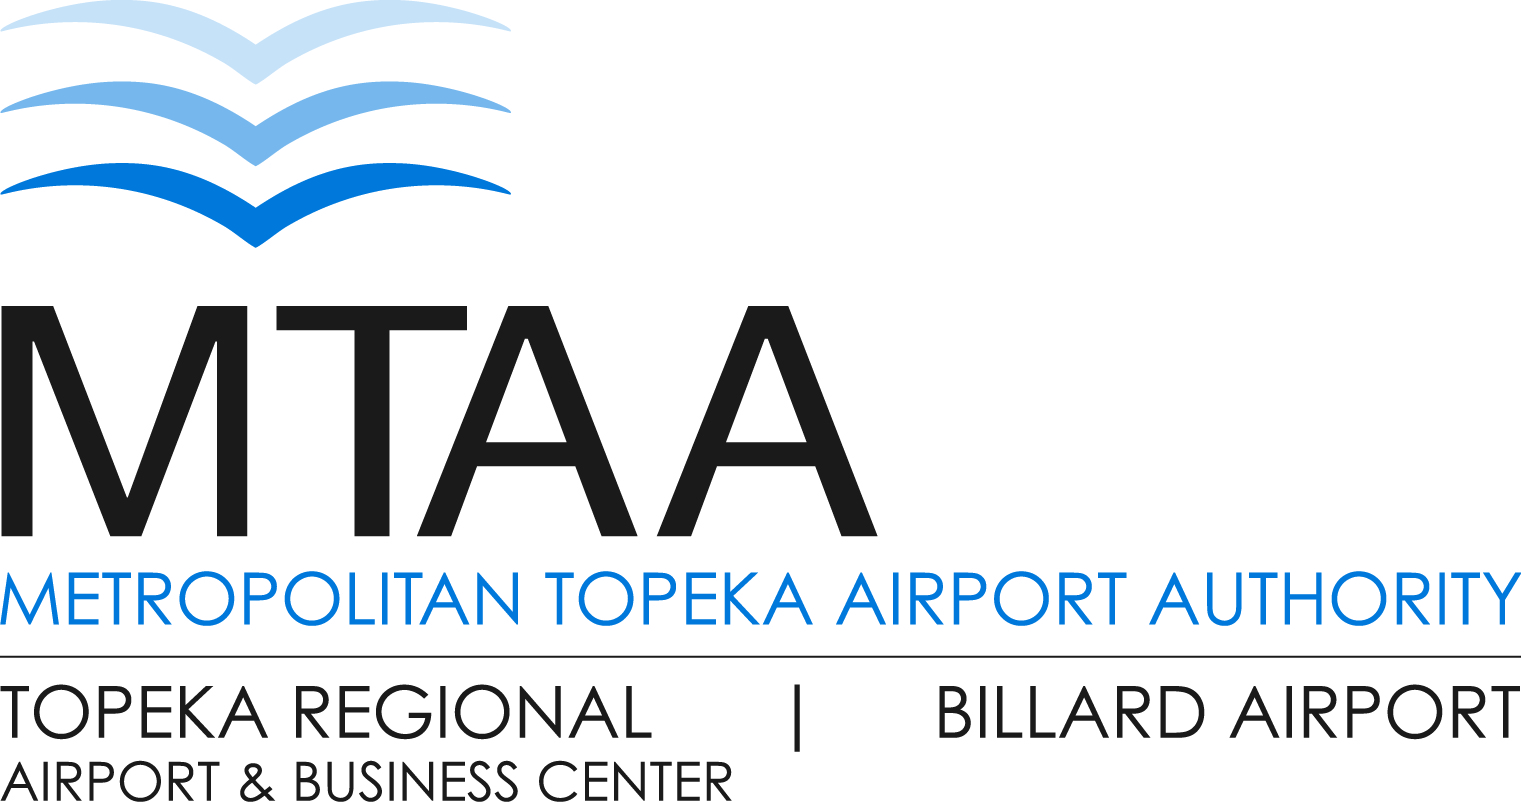 MTAA
METROPOLITAN TOPEKA AIRPORT AUTHORITY
TOPEKA REGIONAL | BILLARD AIRPORT
AIRPORT & BUSINESS CENTER